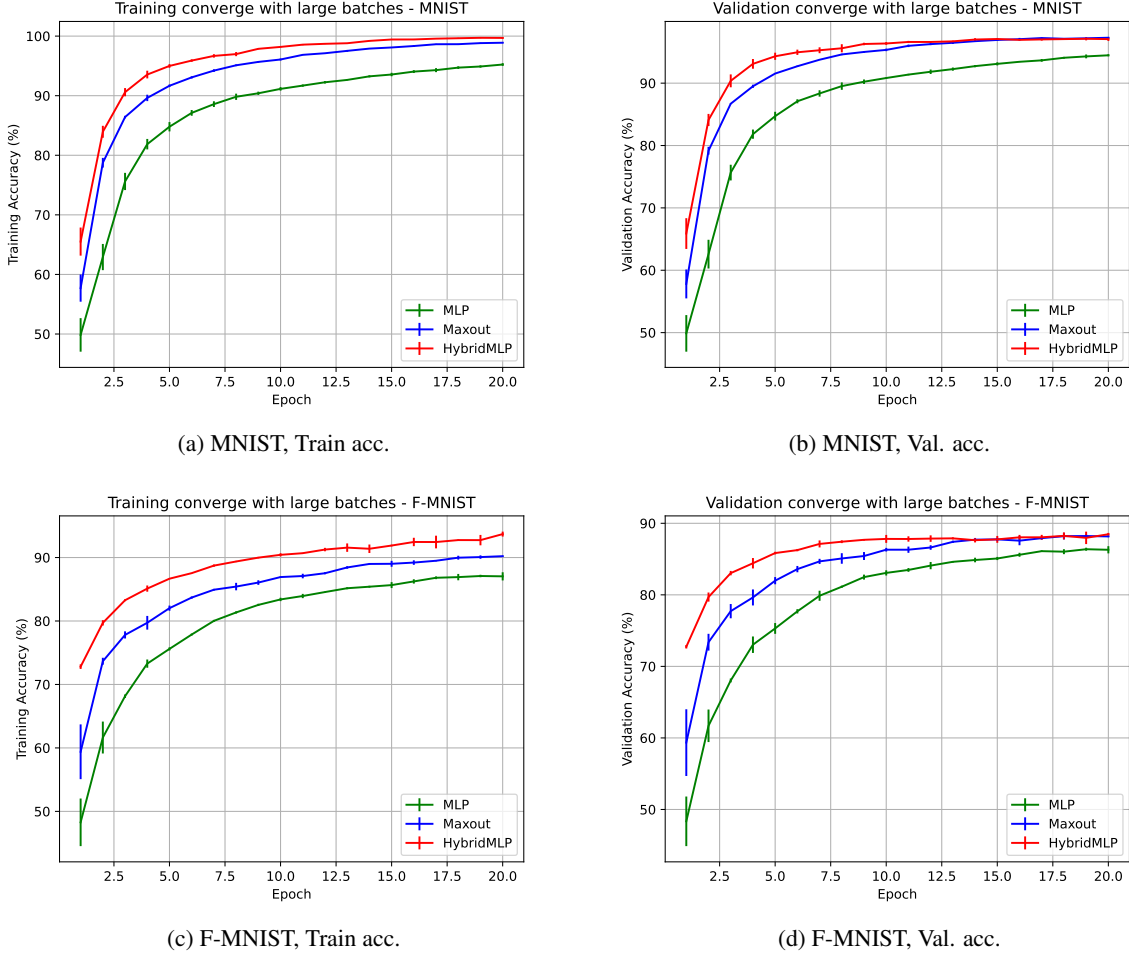 Training converge with large batches - MNIST
Training Accuracy (%)
100
90
80
70
60
50
2.5 5.0 7.5 10.0 12.5 15.0 17.5 20.0
Epoch
MLP
Maxout
HybridMLP
(a) MNIST, Train acc.
Validation converge with large batches - MNIST
Validation Accuracy (%)
90
80
70
60
50
2.5 5.0 7.5 10.0 12.5 15.0 17.5 20.0
Epoch
MLP
Maxout
HybridMLP
(b) MNIST, Val. acc.
Training converge with large batches - F-MNIST
Training Accuracy (%)
90
80
70
60
50
2.5 5.0 7.5 10.0 12.5 15.0 17.5 20.0
Epoch
MLP
Maxout
HybridMLP
(c) F-MNIST, Train acc.
Validation converge with large batches - F-MNIST
Validation Accuracy (%)
90
80
70
60
50
2.5 5.0 7.5 10.0 12.5 15.0 17.5 20.0
Epoch
MLP
Maxout
HybridMLP
(d) F-MNIST, Val. acc.